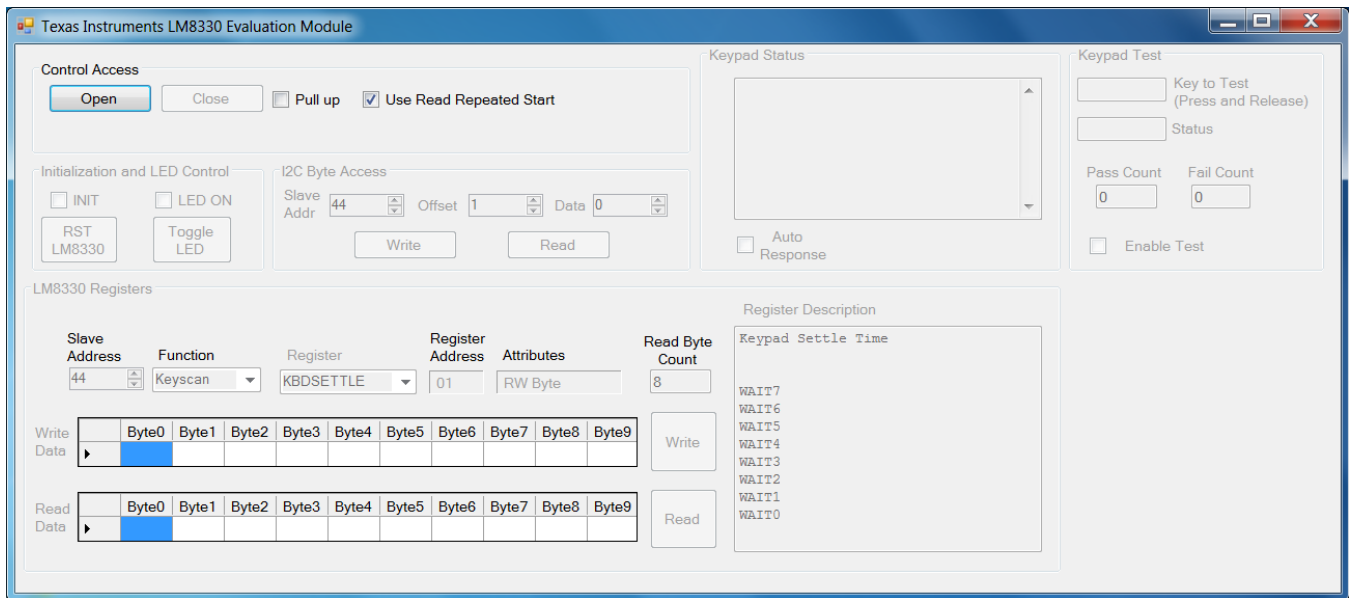 Texas Instruments LM8330 Evaluation Module
Control Access
Open Close Pull up Use Read Repeated Start
Initialization and LED Control
INIT LED ON
RST LM8330
Toggle LED
I2C Byte Access
Slave Addr 44 Offset 1 Data 0
Write Read
Keypad Status
Auto Response
Keypad Test
Key to Test
(Press and Release)
Status
Pass Count Fail Count
0 0
Enable Test
LM8330 Registers
Slave Address Function Register Register Address Attributes Read Byte Count
44 Keyscan KBDSETTLE 01 RW Byte 8
Write Data
Byte0 Byte1 Byte2 Byte3 Byte4 Byte5 Byte6 Byte7 Byte8 Byte9
Write
Read Data
Byte0 Byte1 Byte2 Byte3 Byte4 Byte5 Byte6 Byte7 Byte8 Byte9
Read
Register Description
Keypad Settle Time
WAIT7
WAIT6
WAIT5
WAIT4
WAIT3
WAIT2
WAIT1
WAIT0